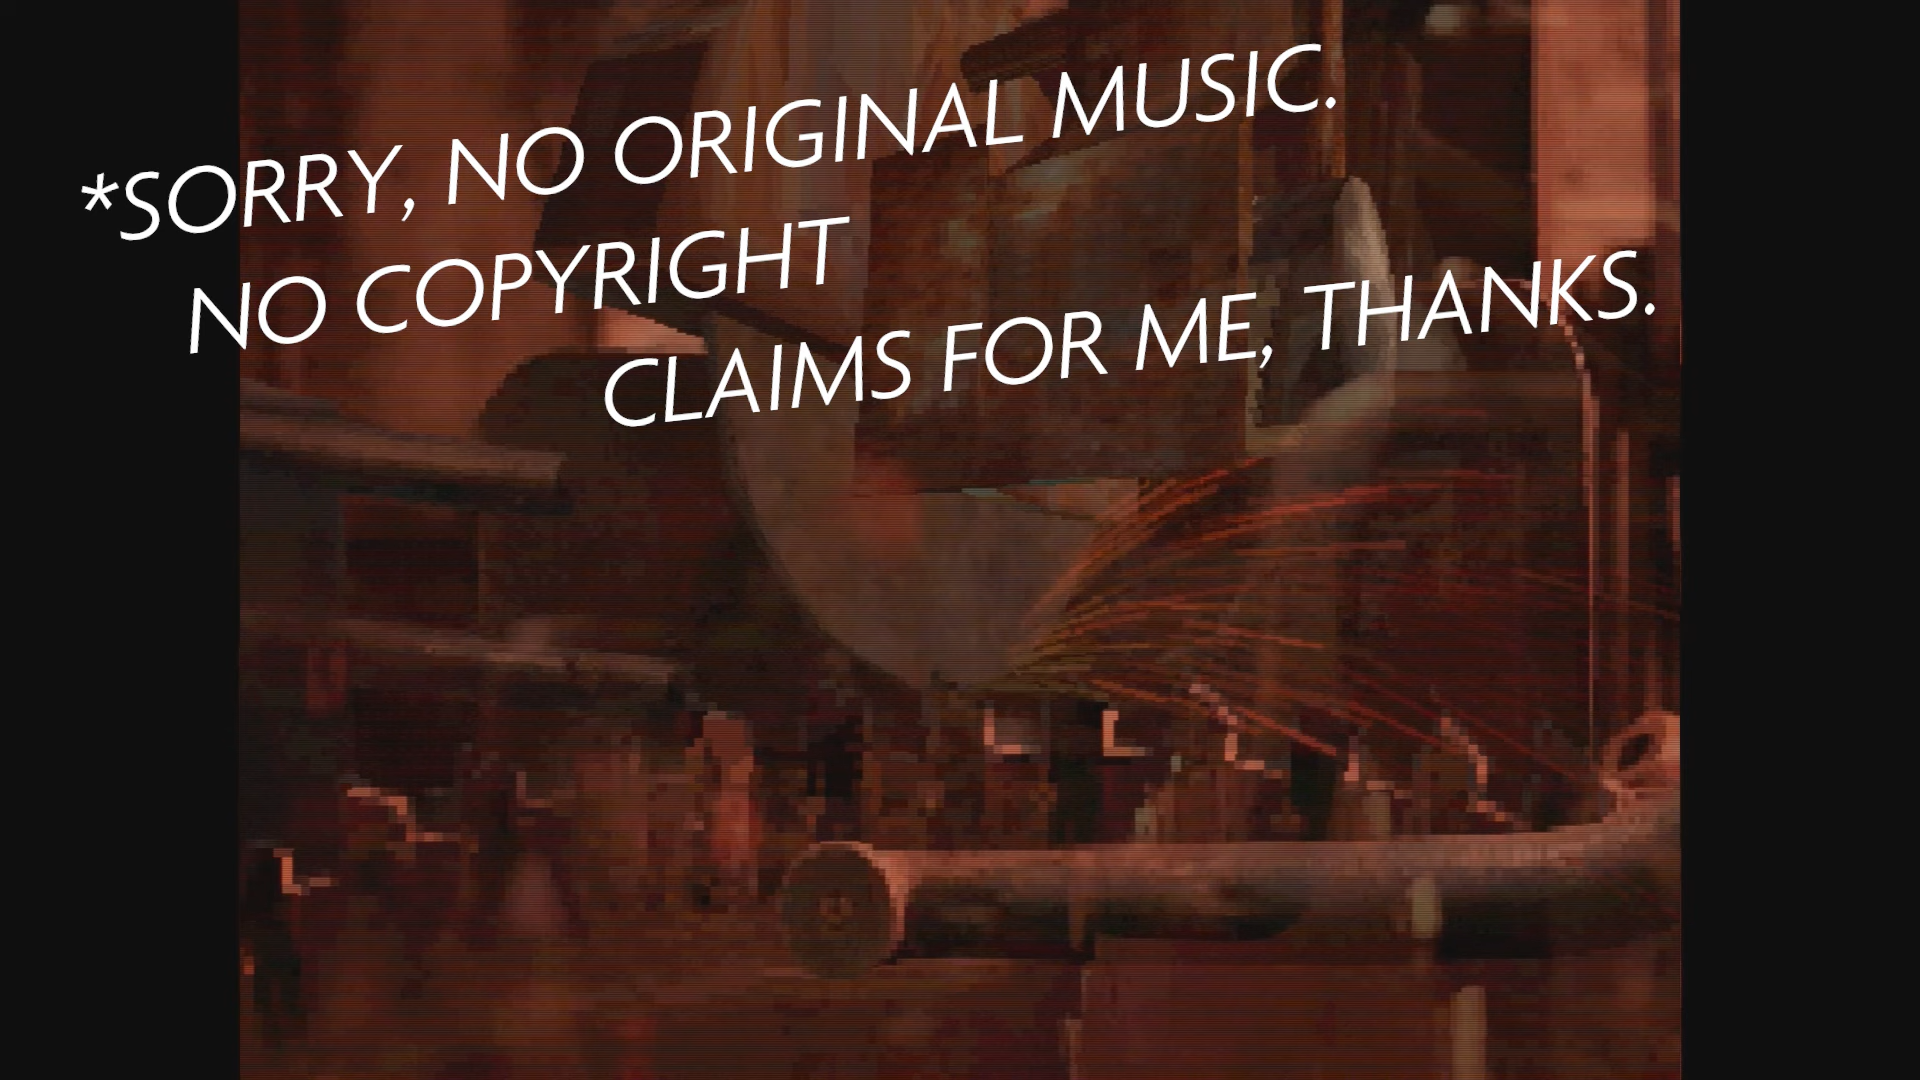 *SORRY, NO ORIGINAL MUSIC.
NO COPYRIGHT
CLAIMS FOR ME, THANKS.